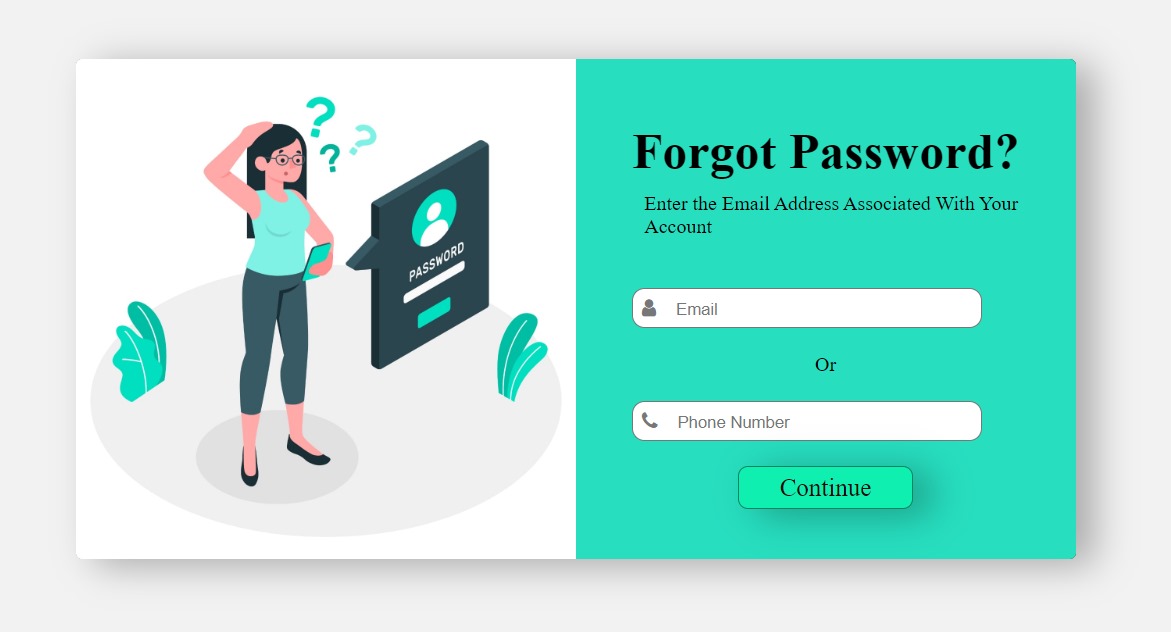 ?
?
?
PASSWORD
Forgot Password?
Enter the Email Address Associated With Your
Account
Email
Or
Phone Number
Continue